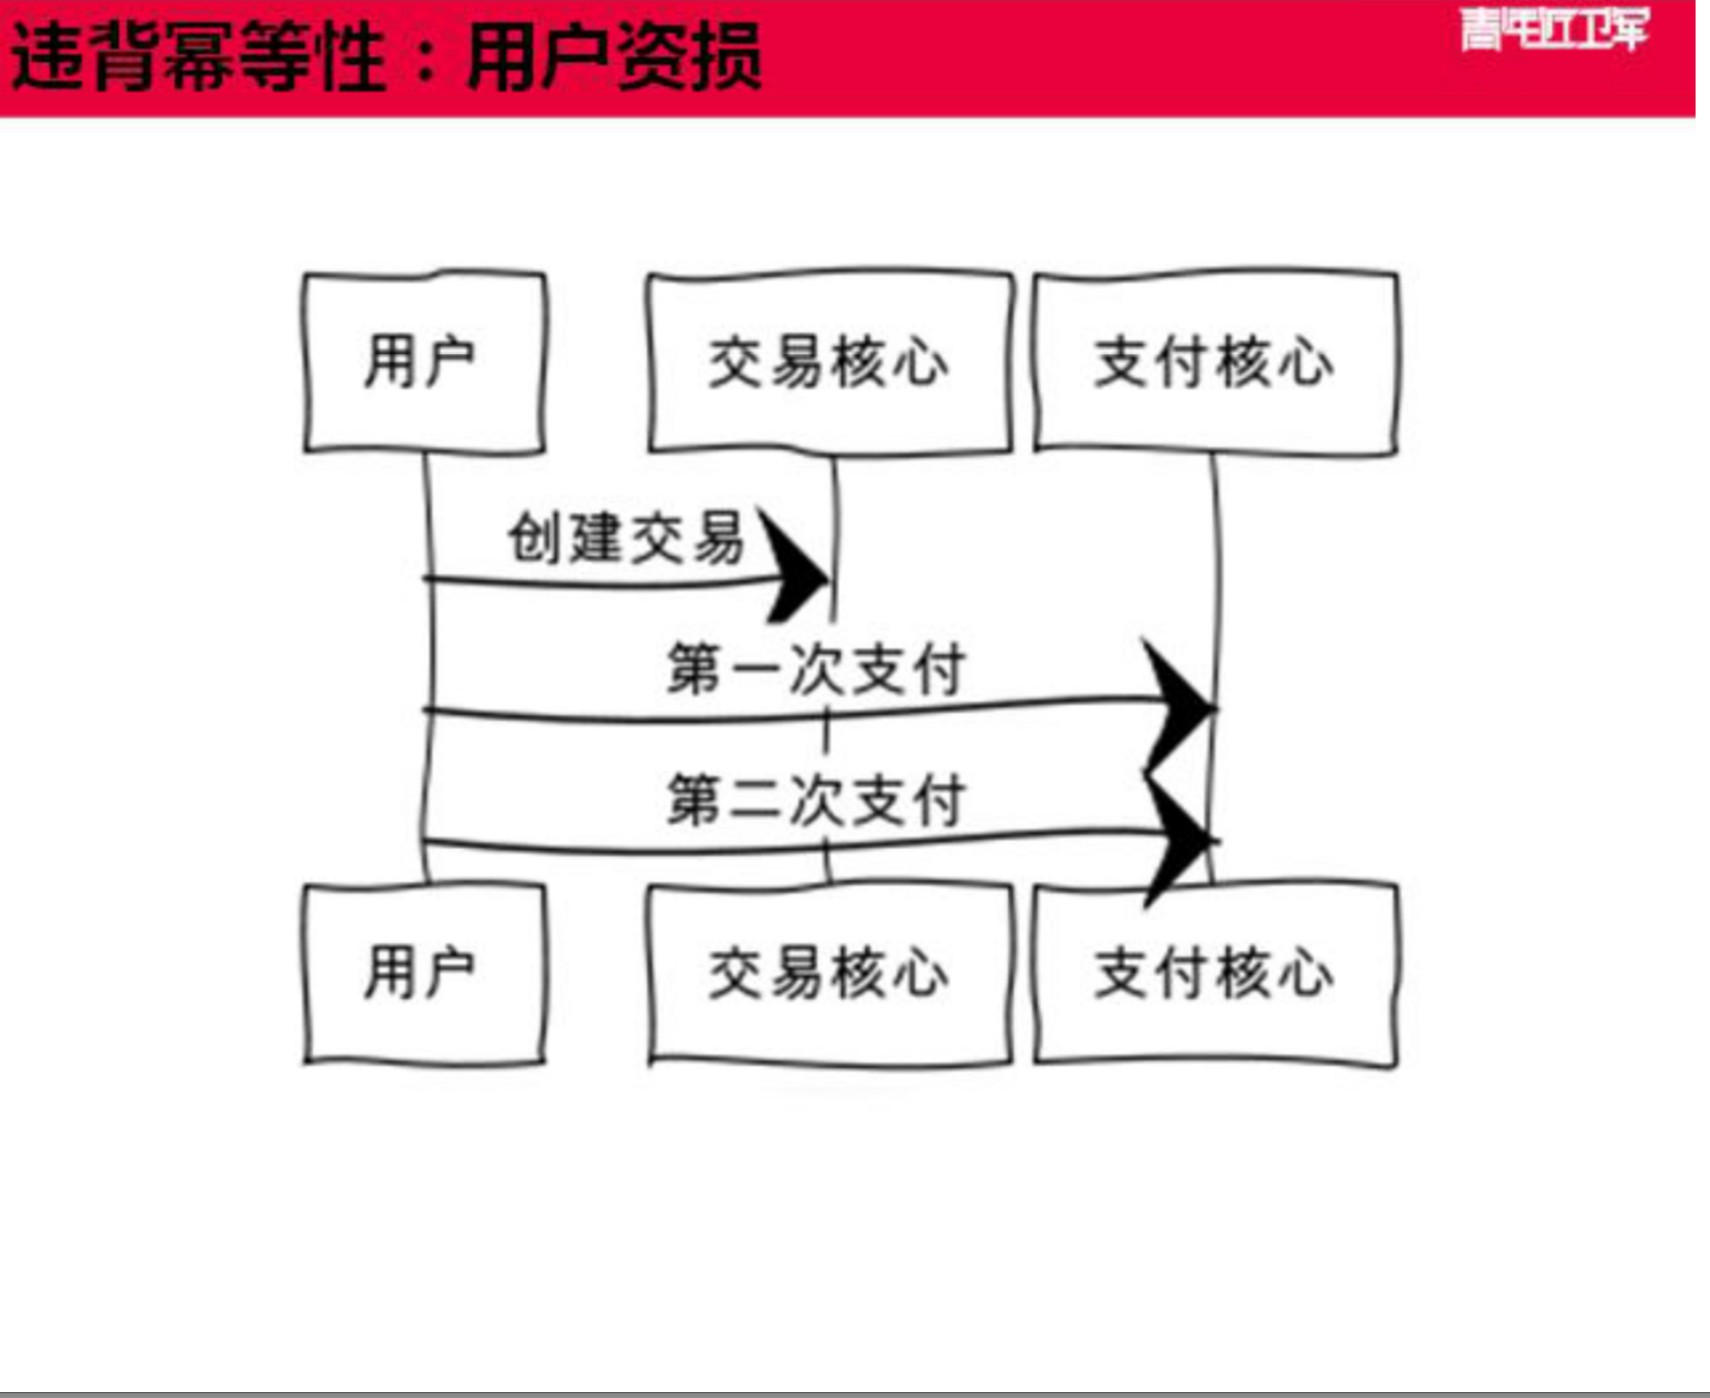 违背幂等性：用户资损
青年近卫军
用户
交易核心
支付核心
创建交易
第一次支付
第二次支付
用户
交易核心
支付核心